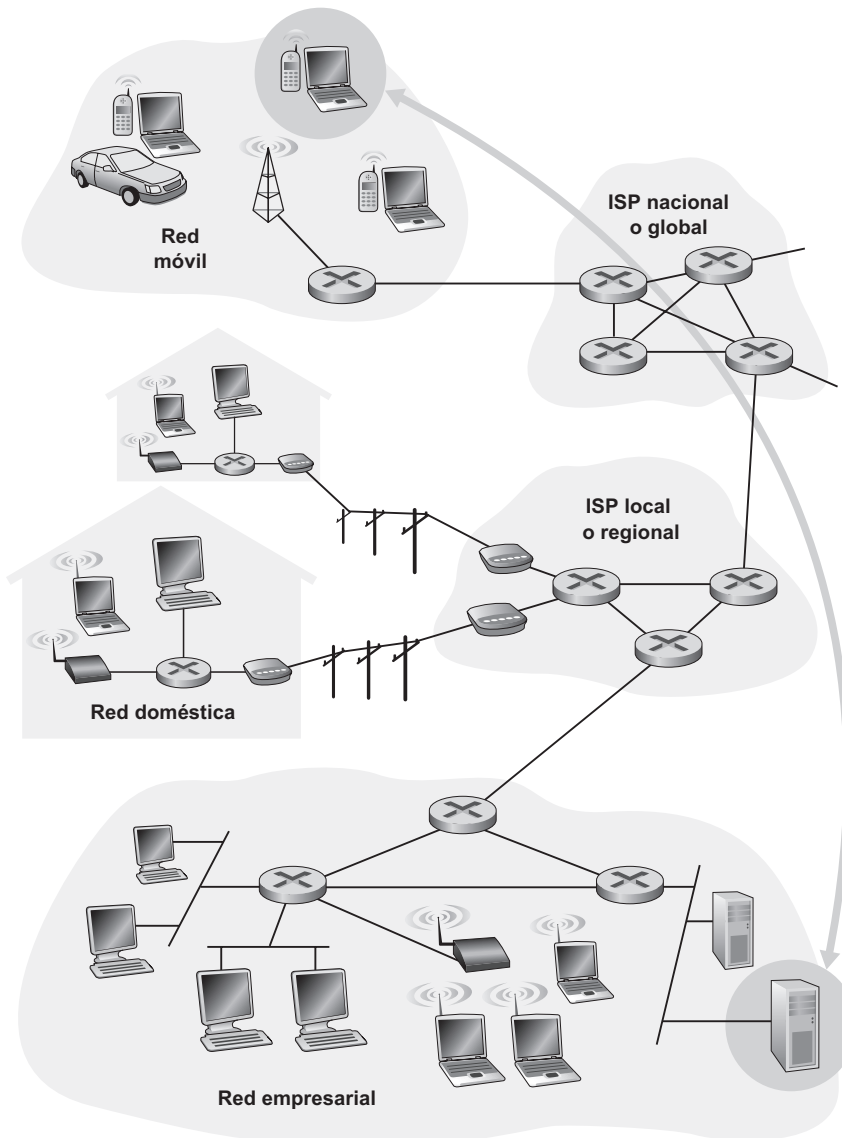 ISP nacional
o global
Red
móvil
ISP local
o regional
Red doméstica
Red empresarial